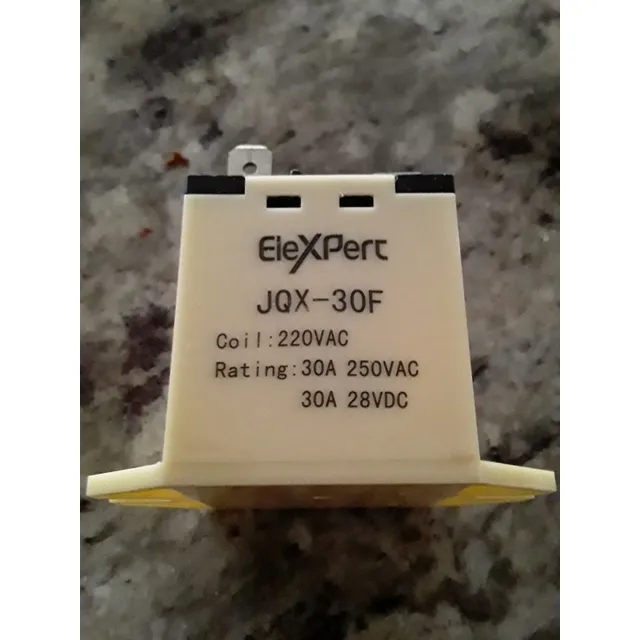 EleXPert
JQX-30F
Coil:220VAC
Rating:30A 250VAC
30A 28VDC